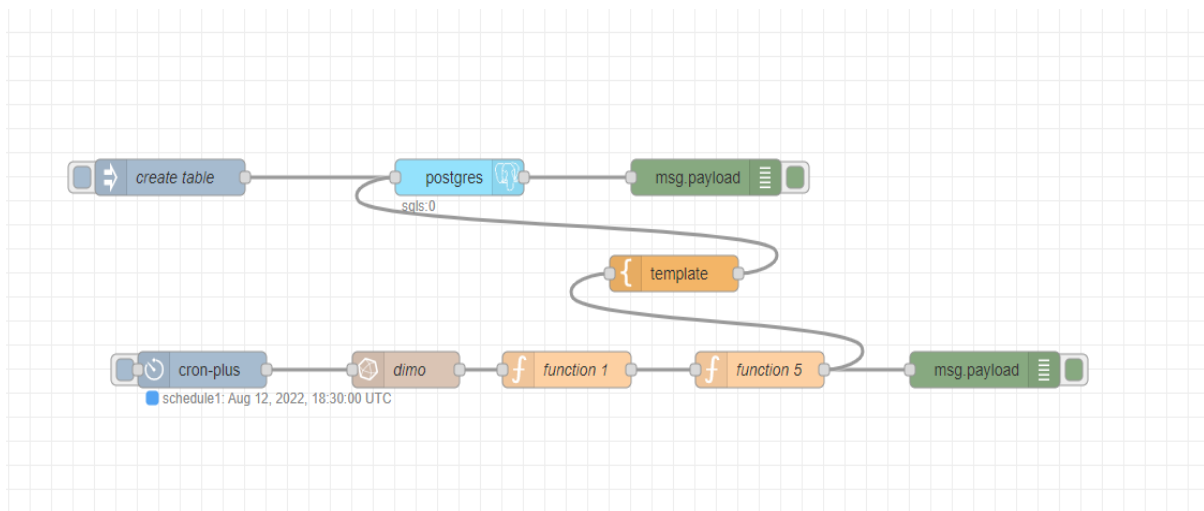 create table
postgres
msg.payload
sqls:0
template
cron-plus
dimo
function 1
function 5
msg.payload
schedule1: Aug 12, 2022, 18:30:00 UTC